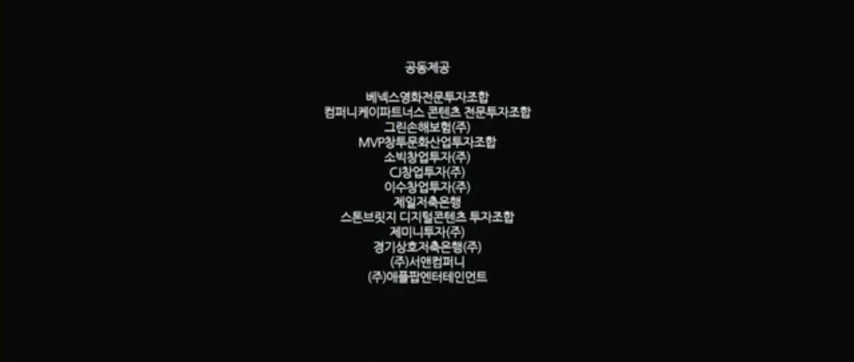 공동제공
베넥스영화전문투자조합
컴퍼니케이파트너스 콘텐츠 전문투자조합
그린손해보험(주)
MVP창투문화산업투자조합
소빅창업투자(주)
CJ창업투자(주)
이수창업투자(주)
제일저축은행
스톤브릿지 디지털콘텐츠 투자조합
제미니투자(주)
경기상호저축은행(주)
(주)서앤컴퍼니
(주)애플팝엔터테인먼트